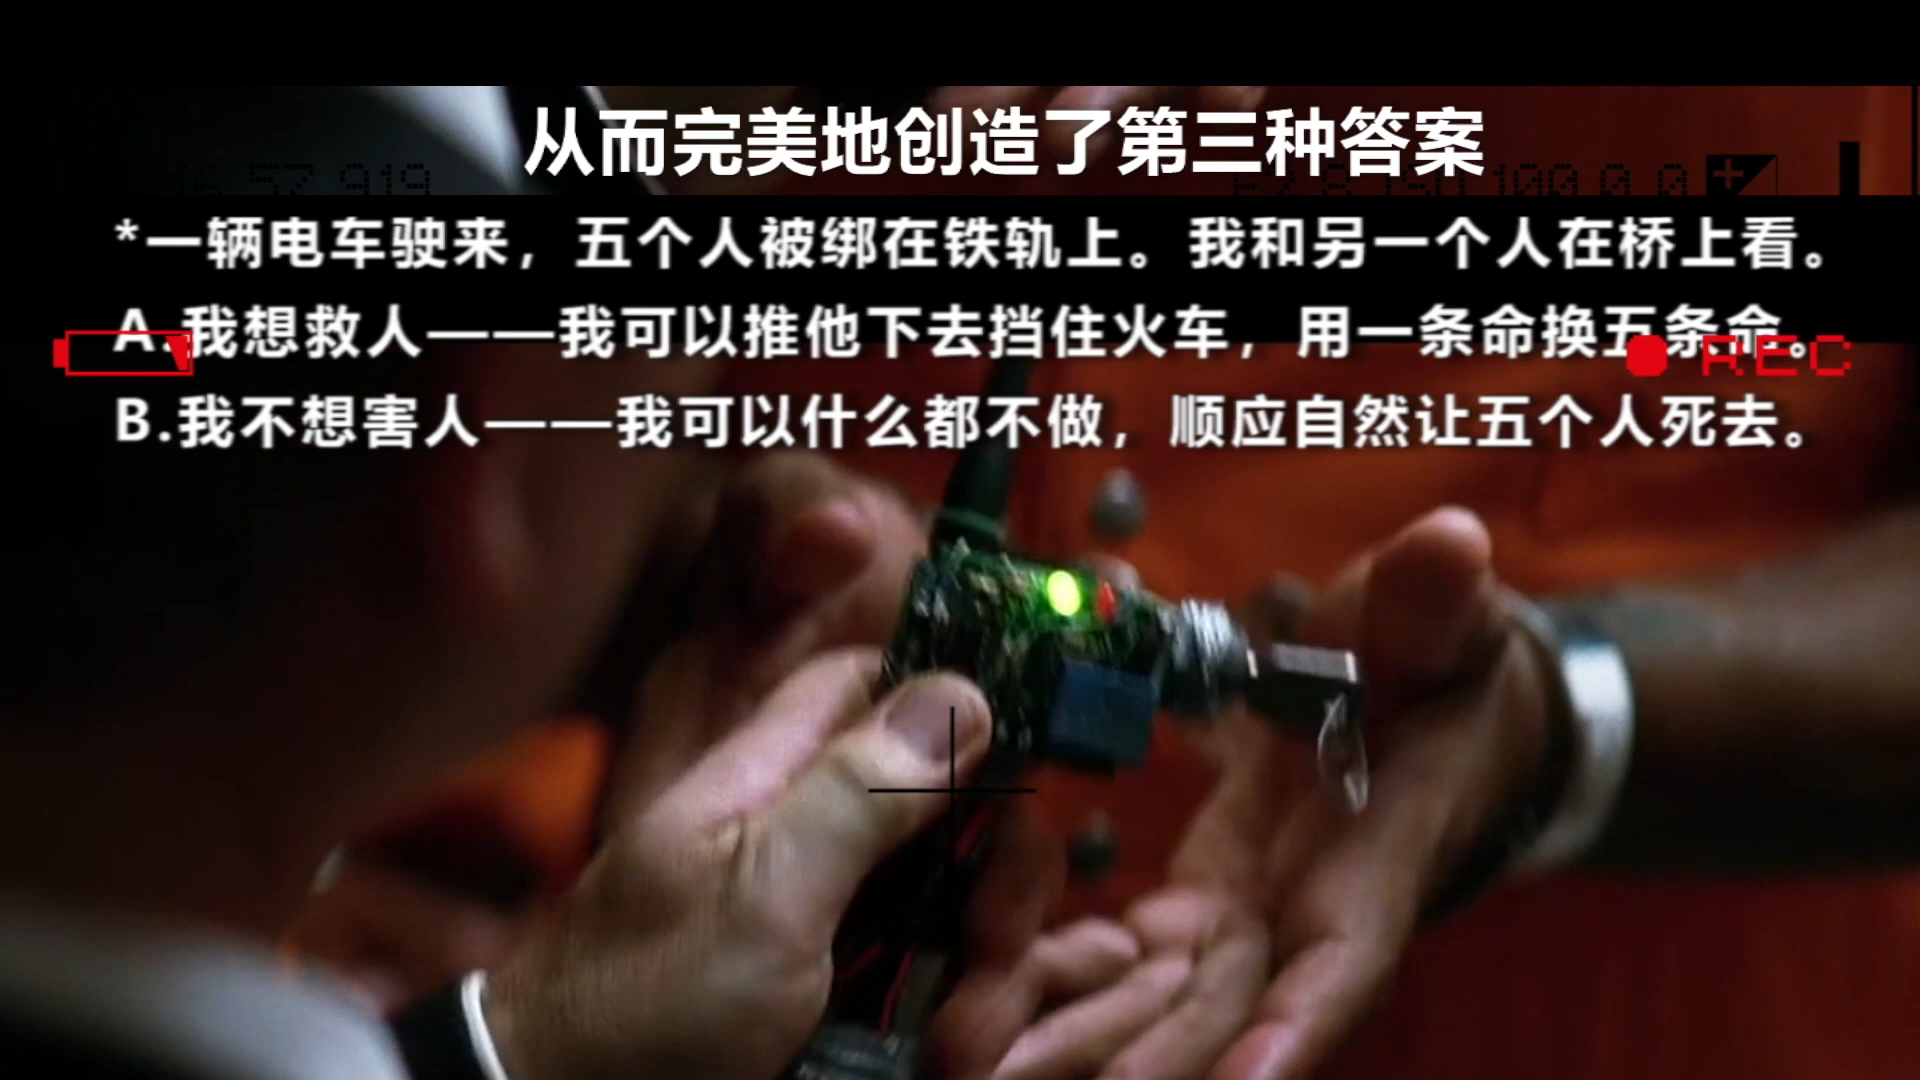 从而完美地创造了第三种答案
*一辆电车驶来，五个人被绑在铁轨上。我和另一个人在桥上看。
A.我想救人——我可以推他下去挡住火车，用一条命换五条命。
REC
B.我不想害人——我可以什么都不做，顺应自然让五个人死去。